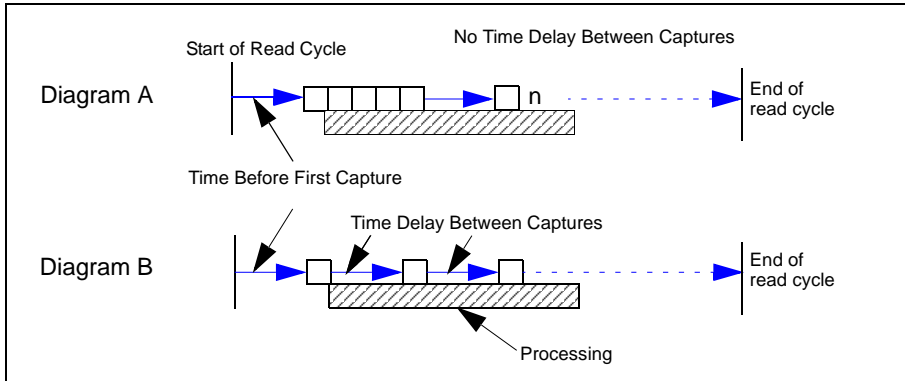 No Time Delay Between Captures
Start of Read Cycle
Diagram A
n
End of
read cycle
Time Before First Capture
Time Delay Between Captures
Diagram B
End of
read cycle
Processing